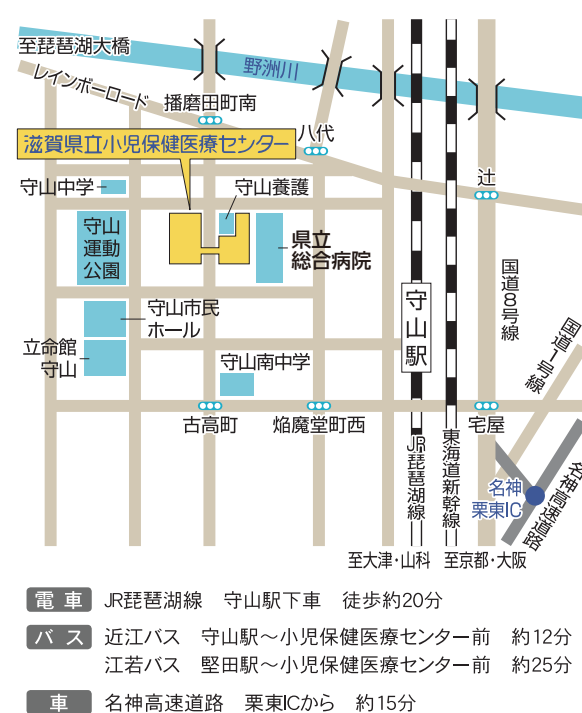 至琵琶湖大橋
野洲川
レインボーロード
播磨田町南
八代
滋賀県立小児保健医療センター
辻
守山中学
守山養護
守山
運動
公園
県立
総合病院
国道8号線
守山駅
国道1号線
守山市民
ホール
立命館
守山
守山南中学
古高町
焔魔堂町西
宅屋
JR琵琶湖線
東海道新幹線
名神
栗東IC
名神高速道路
至大津・山科
至京都・大阪
電車 JR琵琶湖線 守山駅下車 徒歩約20分
バス 近江バス 守山駅~小児保健医療センター前 約12分
江若バス 堅田駅~小児保健医療センター前 約25分
車 名神高速道路 栗東ICから 約15分